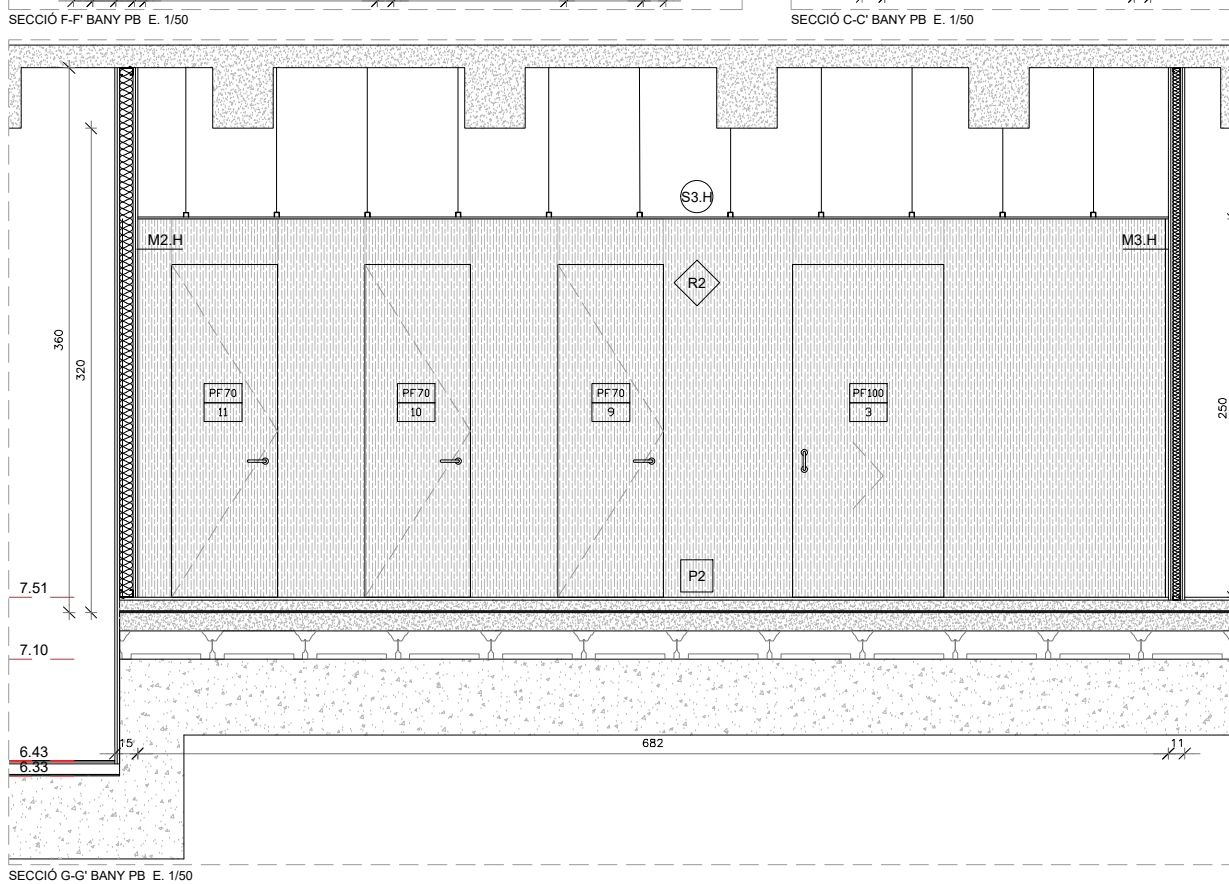 SECCIÓ F-F' BANY PB E. 1/50
SECCIÓ C-C' BANY PB E. 1/50
S3.H
M2.H
M3.H
R2
360
320
250
PF70
11
PF70
10
PF70
9
PF100
3
P2
7.51
7.10
6.43
6.33
15
682
11
SECCIÓ G-G' BANY PB E. 1/50